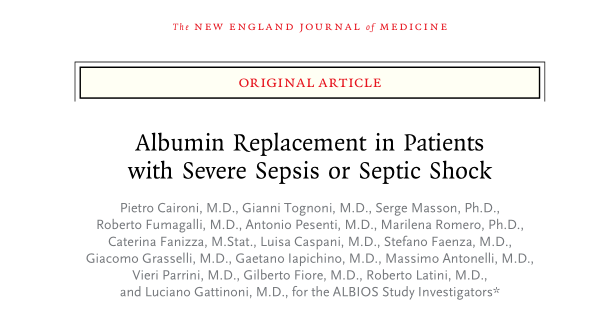 The NEW ENGLAND JOURNAL of MEDICINE
ORIGINAL ARTICLE
Albumin Replacement in Patients
with Severe Sepsis or Septic Shock
Pietro Caironi, M.D., Gianni Tognoni, M.D., Serge Masson, Ph.D.,
Roberto Fumagalli, M.D., Antonio Pesenti, M.D., Marilena Romero, Ph.D.,
Caterina Fanizza, M.Stat., Luisa Caspani, M.D., Stefano Faenza, M.D.,
Giacomo Grasselli, M.D., Gaetano Iapichino, M.D., Massimo Antonelli, M.D.,
Vieri Parrini, M.D., Gilberto Fiore, M.D., Roberto Latini, M.D.,
and Luciano Gattinoni, M.D., for the ALBIOS Study Investigators*